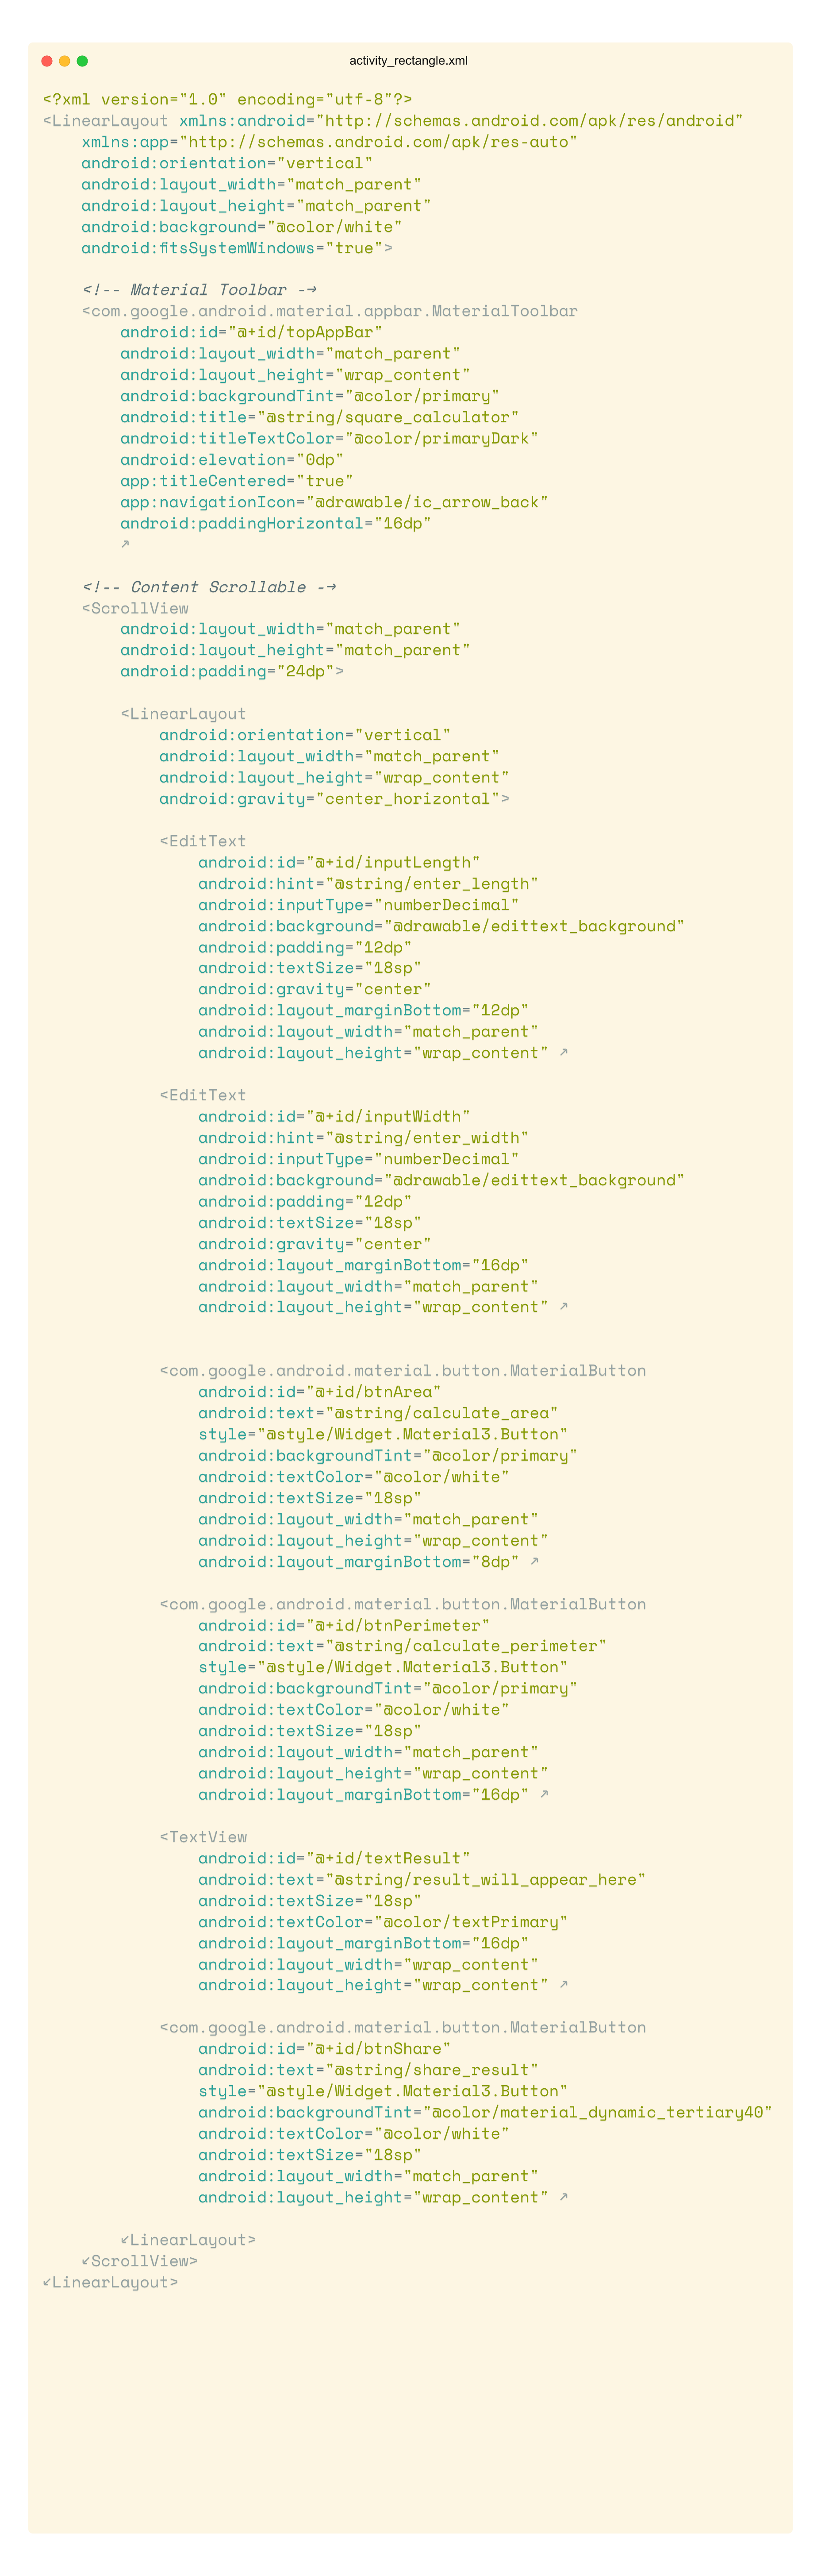 activity_rectangle.xml
<?xml version="1.0" encoding="utf-8"?>
<LinearLayout xmlns:android="http://schemas.android.com/apk/res/android"
    xmlns:app="http://schemas.android.com/apk/res-auto"
    android:orientation="vertical"
    android:layout_width="match_parent"
    android:layout_height="match_parent"
    android:background="@color/white"
    android:fitsSystemWindows="true">

    <!-- Material Toolbar -->
    <com.google.android.material.appbar.MaterialToolbar
        android:id="@+id/topAppBar"
        android:layout_width="match_parent"
        android:layout_height="wrap_content"
        android:backgroundTint="@color/primary"
        android:title="@string/square_calculator"
        android:titleTextColor="@color/primaryDark"
        android:elevation="0dp"
        app:titleCentered="true"
        app:navigationIcon="@drawable/ic_arrow_back"
        android:paddingHorizontal="16dp"
        />

    <!-- Content Scrollable -->
    <ScrollView
        android:layout_width="match_parent"
        android:layout_height="match_parent"
        android:padding="24dp">

        <LinearLayout
            android:orientation="vertical"
            android:layout_width="match_parent"
            android:layout_height="wrap_content"
            android:gravity="center_horizontal">

            <EditText
                android:id="@+id/inputLength"
                android:hint="@string/enter_length"
                android:inputType="numberDecimal"
                android:background="@drawable/edittext_background"
                android:padding="12dp"
                android:textSize="18sp"
                android:gravity="center"
                android:layout_marginBottom="12dp"
                android:layout_width="match_parent"
                android:layout_height="wrap_content" />

            <EditText
                android:id="@+id/inputWidth"
                android:hint="@string/enter_width"
                android:inputType="numberDecimal"
                android:background="@drawable/edittext_background"
                android:padding="12dp"
                android:textSize="18sp"
                android:gravity="center"
                android:layout_marginBottom="16dp"
                android:layout_width="match_parent"
                android:layout_height="wrap_content" />


            <com.google.android.material.button.MaterialButton
                android:id="@+id/btnArea"
                android:text="@string/calculate_area"
                style="@style/Widget.Material3.Button"
                android:backgroundTint="@color/primary"
                android:textColor="@color/white"
                android:textSize="18sp"
                android:layout_width="match_parent"
                android:layout_height="wrap_content"
                android:layout_marginBottom="8dp" />

            <com.google.android.material.button.MaterialButton
                android:id="@+id/btnPerimeter"
                android:text="@string/calculate_perimeter"
                style="@style/Widget.Material3.Button"
                android:backgroundTint="@color/primary"
                android:textColor="@color/white"
                android:textSize="18sp"
                android:layout_width="match_parent"
                android:layout_height="wrap_content"
                android:layout_marginBottom="16dp" />

            <TextView
                android:id="@+id/textResult"
                android:text="@string/result_will_appear_here"
                android:textSize="18sp"
                android:textColor="@color/textPrimary"
                android:layout_marginBottom="16dp"
                android:layout_width="wrap_content"
                android:layout_height="wrap_content" />

            <com.google.android.material.button.MaterialButton
                android:id="@+id/btnShare"
                android:text="@string/share_result"
                style="@style/Widget.Material3.Button"
                android:backgroundTint="@color/material_dynamic_tertiary40"
                android:textColor="@color/white"
                android:textSize="18sp"
                android:layout_width="match_parent"
                android:layout_height="wrap_content" />

        </LinearLayout>
    </ScrollView>
</LinearLayout>